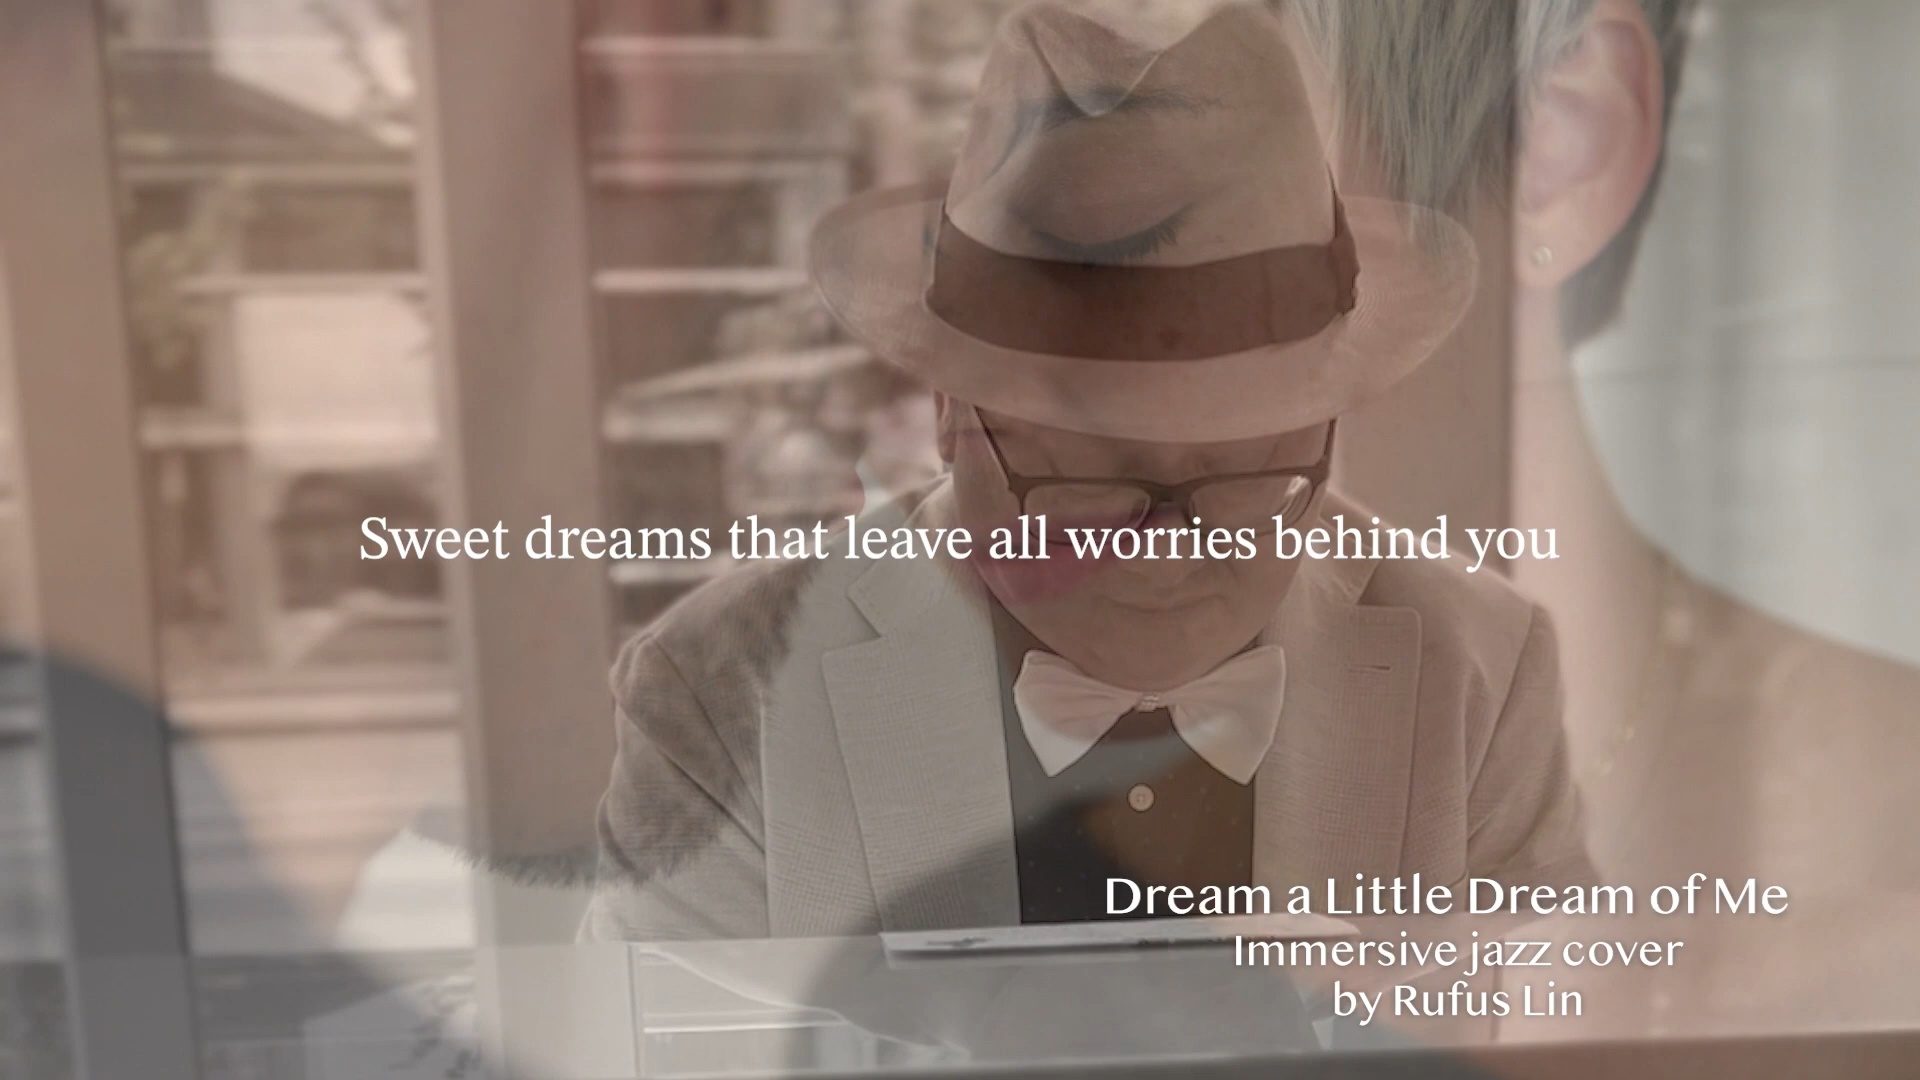 Sweet dreams that leave all worries behind you
Dream a Little Dream of Me
Immersive jazz cover
by Rufus Lin